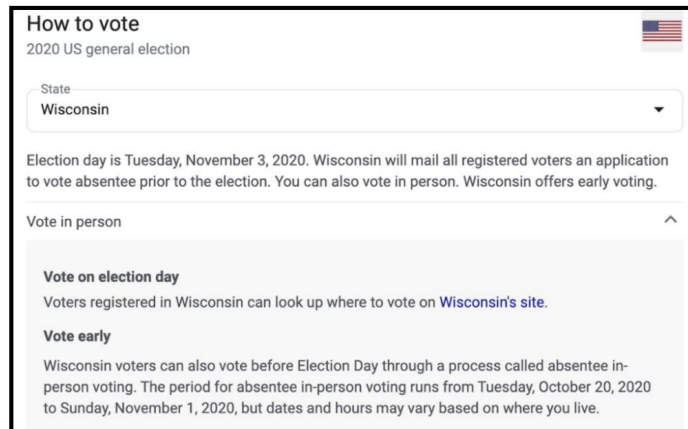 How to vote
2020 US general election
State
Wisconsin
Election day is Tuesday, November 3, 2020. Wisconsin will mail all registered voters an application
to vote absentee prior to the election. You can also vote in person. Wisconsin offers early voting.
Vote in person
Vote on election day
Voters registered in Wisconsin can look up where to vote on Wisconsin's site.
Vote early
Wisconsin voters can also vote before Election Day through a process called absentee in-
person voting. The period for absentee in-person voting runs from Tuesday, October 20, 2020
to Sunday, November 1, 2020, but dates and hours may vary based on where you live.